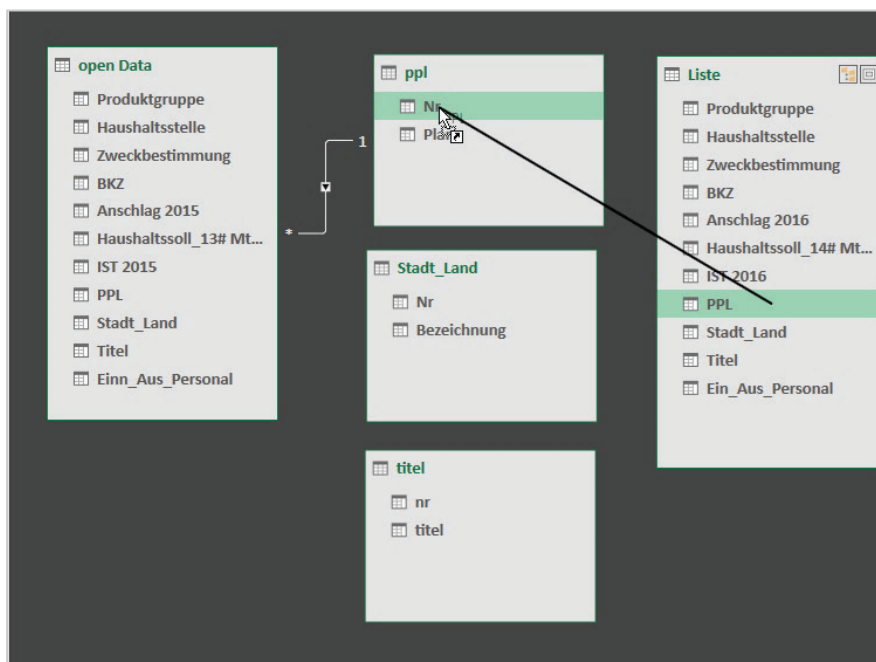 open Data
Produktgruppe
Haushaltsstelle
Zweckbestimmung
BKZ
Anschlag 2015
Haushaltssoll_13# Mt...
IST 2015
PPL
Stadt_Land
Titel
Einn_Aus_Personal
1
*
ppl
Nr
Stadt_Land
Nr
Bezeichnung
titel
nr
titel
Liste
Produktgruppe
Haushaltsstelle
Zweckbestimmung
BKZ
Anschlag 2016
Haushaltssoll_14# Mt...
IST 2016
PPL
Stadt_Land
Titel
Ein_Aus_Personal